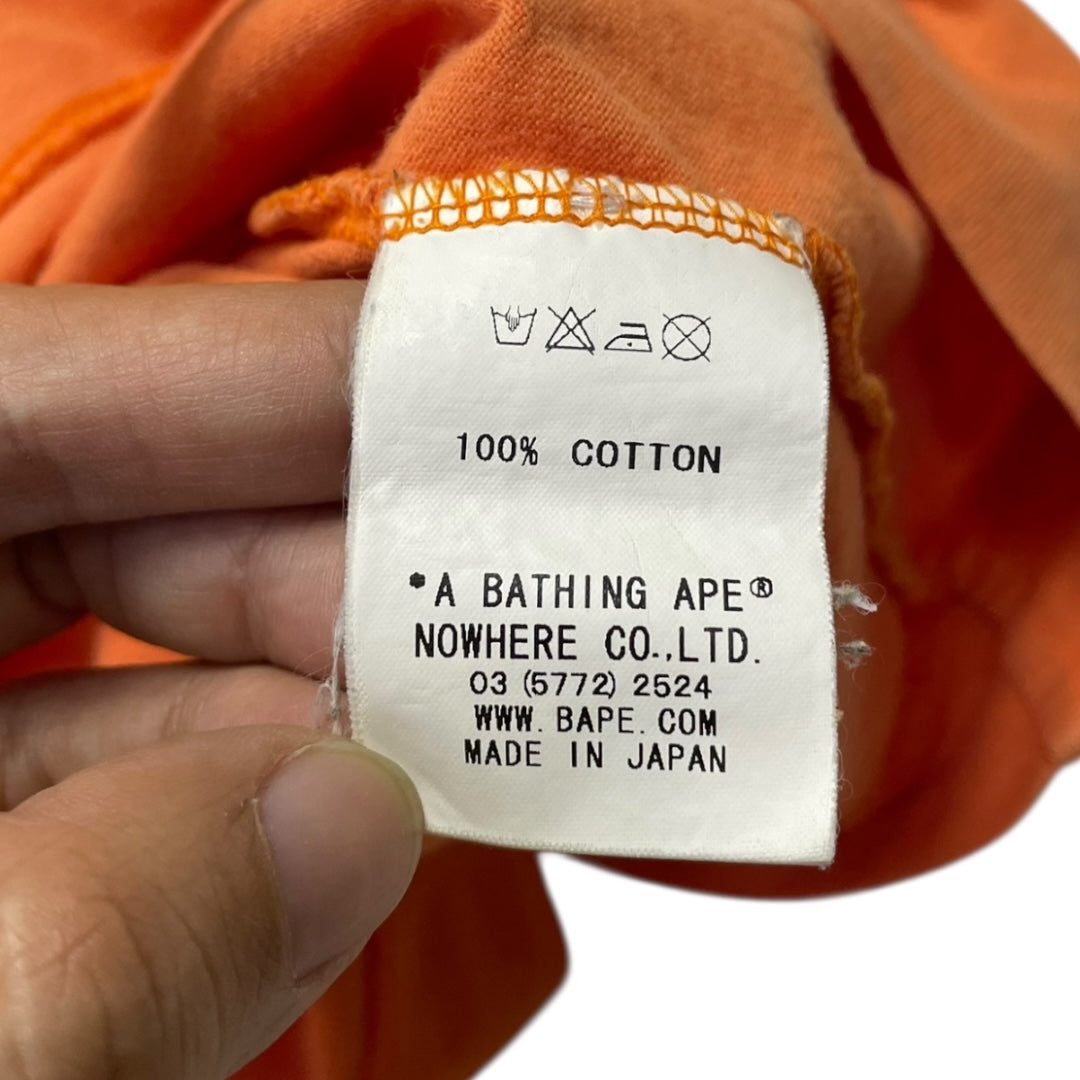 100% COTTON
*A BATHING APE®
NOWHERE CO.,LTD.
03 (5772) 2524
WWW. BAPE. COM
MADE IN JAPAN